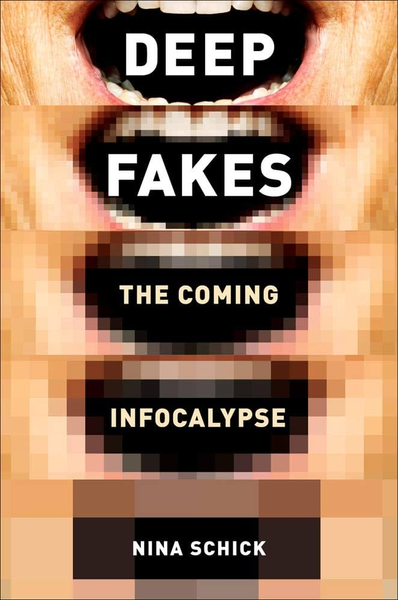 DEEP
FAKES
THE COMING
INFOCALYPSE
NINA SCHICK